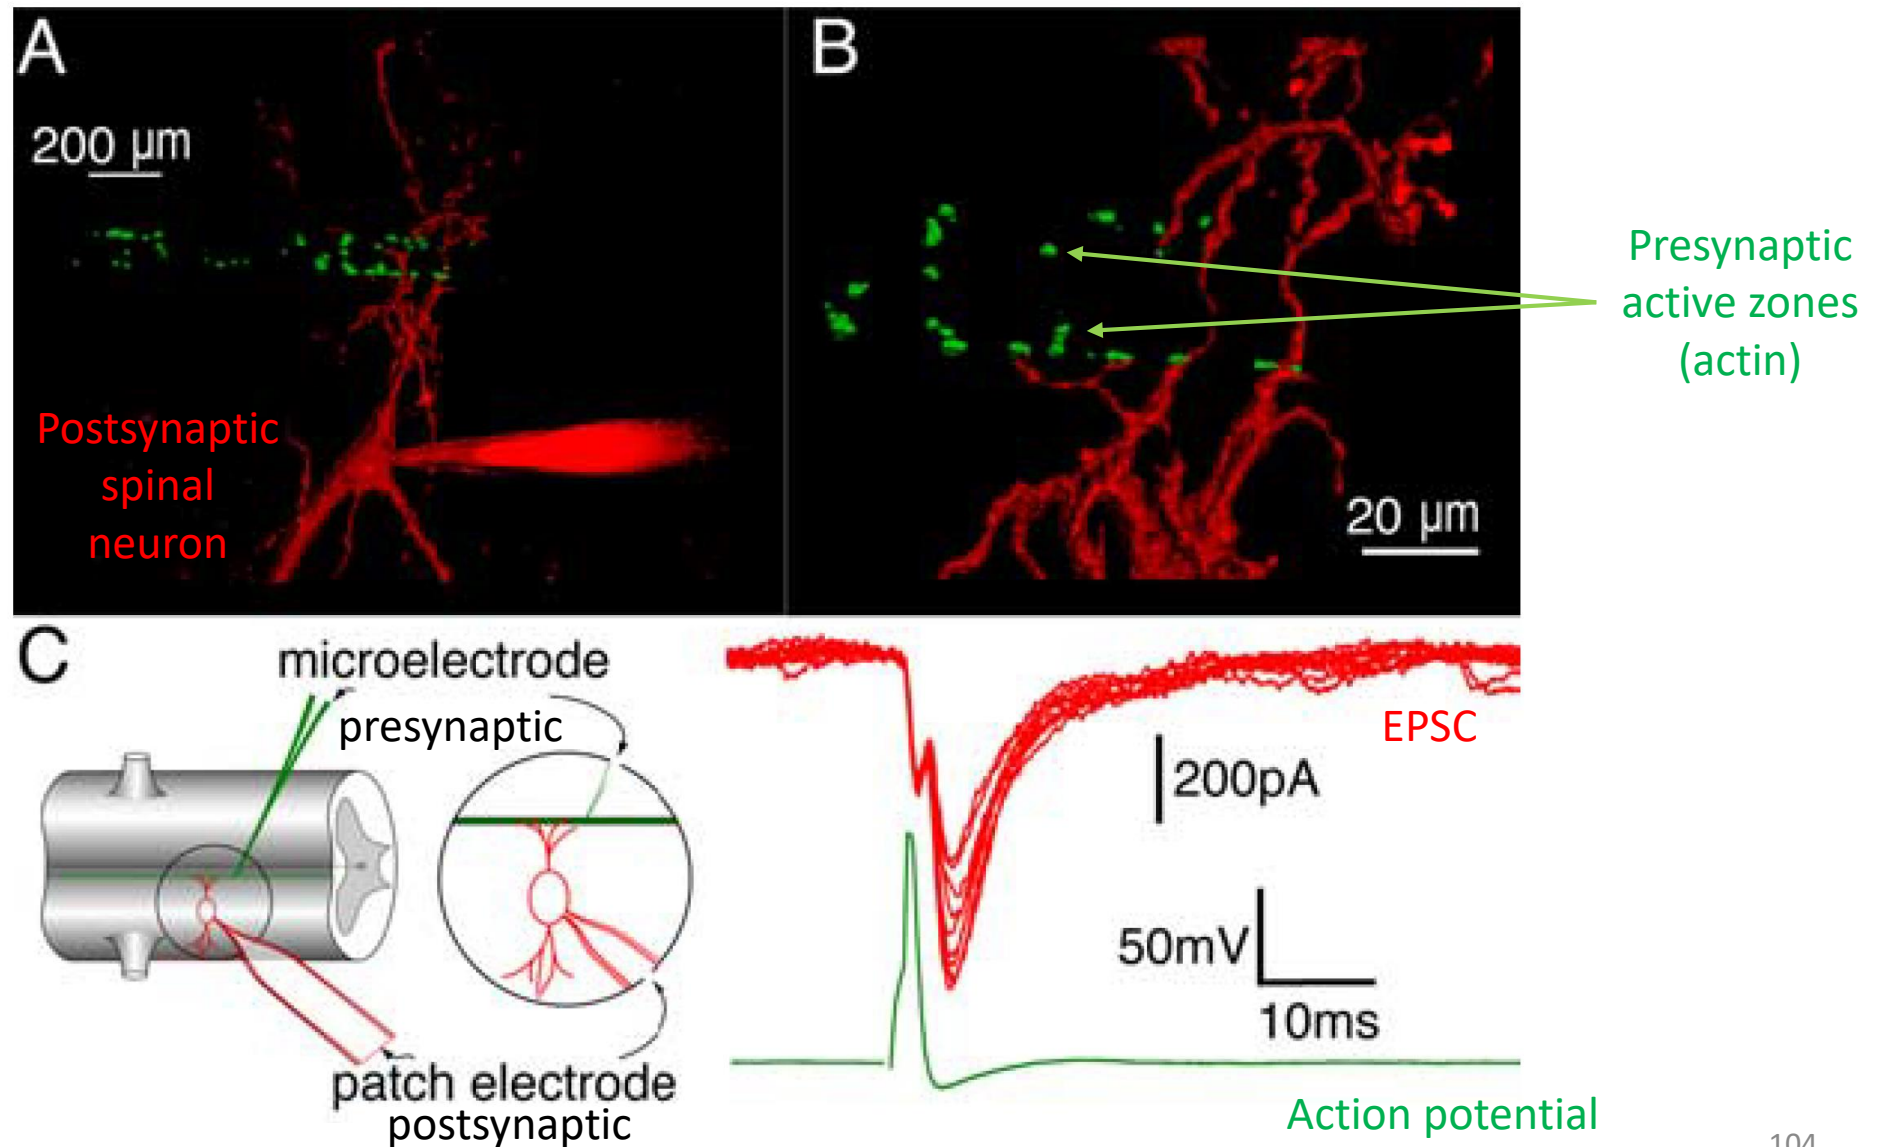 A
200 µm
Postsynaptic
spinal
neuron
B
20 µm
Presynaptic
active zones
(actin)
C
microelectrode
presynaptic
patch electrode
postsynaptic
EPSC
200pA
50mV
10ms
Action potential
104